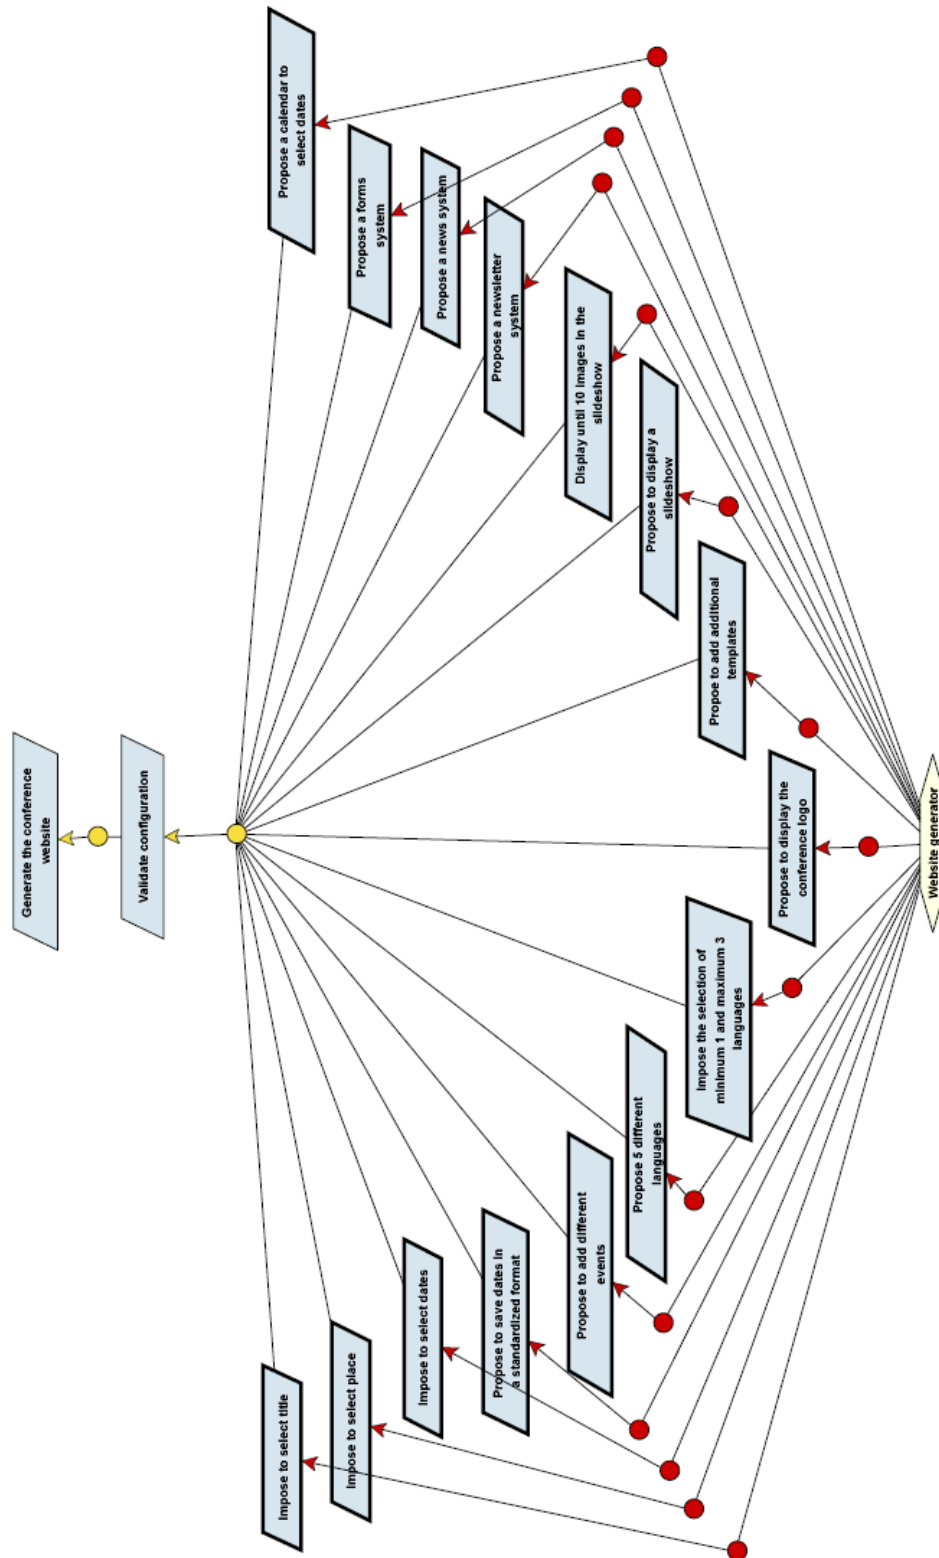 Generate the conference
website
Validate configuration
Propose a calendar to
select dates
Propose a forms
system
Propose a news system
Propose a newsletter
system
Display until 10 images in the
slideshow
Propose to display a
slideshow
Propoe to add additional
templates
Propose to display the
conference logo
Impose the selection of
minimum 1 and maximum 3
languages
Propose 5 different
languages
Propose to add different
events
Propose to save dates in
a standardized format
Impose to select dates
Impose to select place
Impose to select title
Website generator